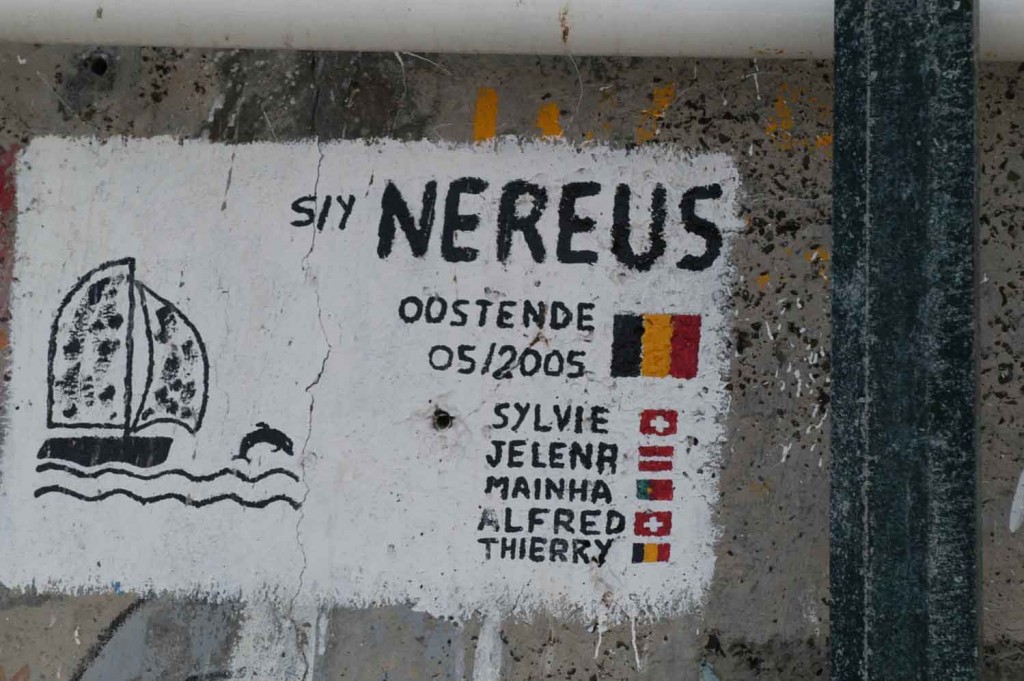 S/Y NEREUS
OOSTENDE
05/2005
SYLVIE
JELENA
MAINHA
ALFRED
THIERRY